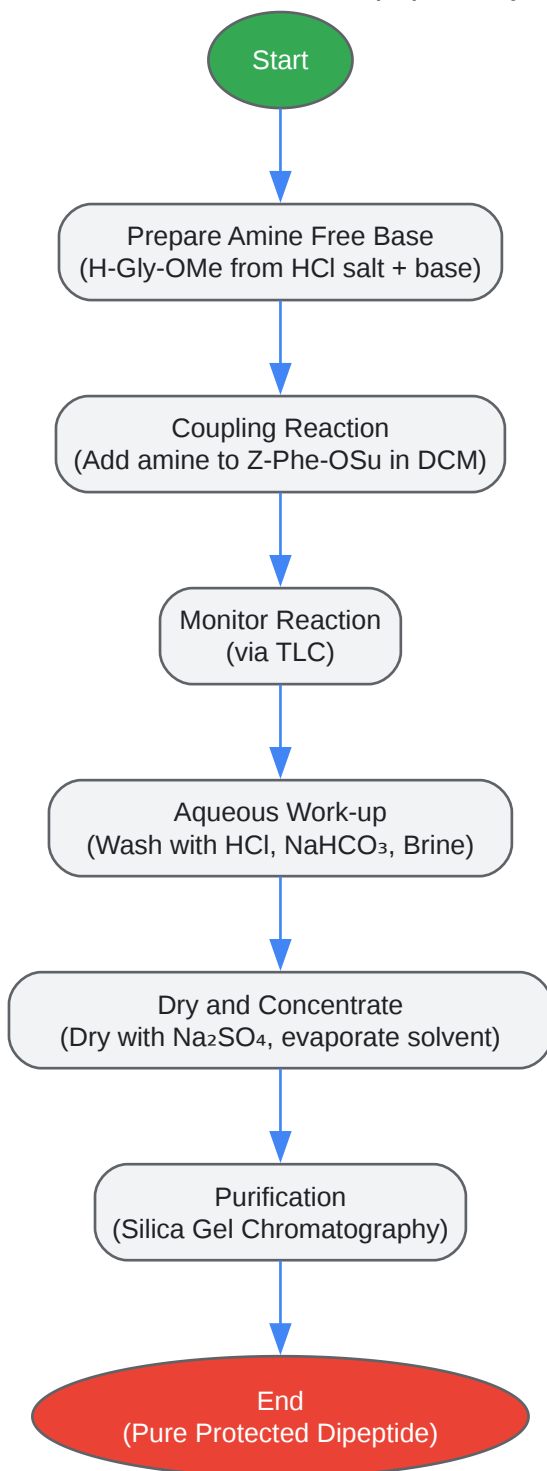 Start
Prepare Amine Free Base
(H-Gly-OMe from HCl salt + base)
Coupling Reaction
(Add amine to Z-Phe-OSu in DCM)
Monitor Reaction
(via TLC)
Aqueous Work-up
(Wash with HCl, NaHCO₃, Brine)
Dry and Concentrate
(Dry with Na₂SO₄, evaporate solvent)
Purification
(Silica Gel Chromatography)
End
(Pure Protected Dipeptide)